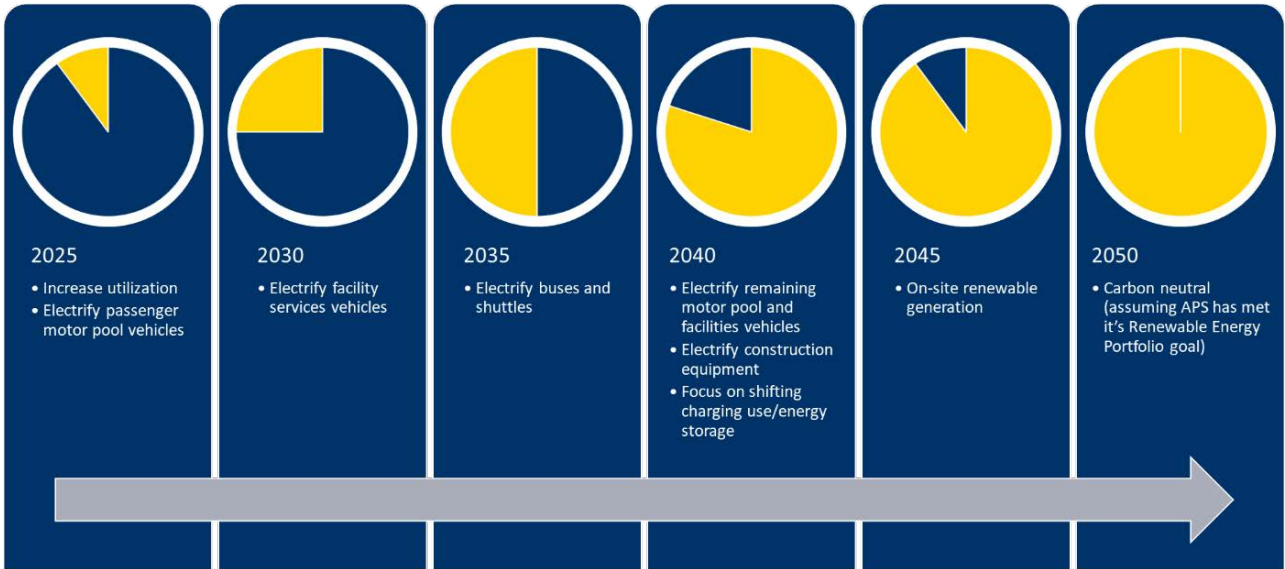 2025
• Increase utilization
• Electrify passenger
motor pool vehicles
2030
• Electrify facility
services vehicles
2035
• Electrify buses and
shuttles
2040
• Electrify remaining
motor pool and
facilities vehicles
• Electrify construction
equipment
• Focus on shifting
charging use/energy
storage
2045
• On-site renewable
generation
2050
• Carbon neutral
(assuming APS has met
it’s Renewable Energy
Portfolio goal)